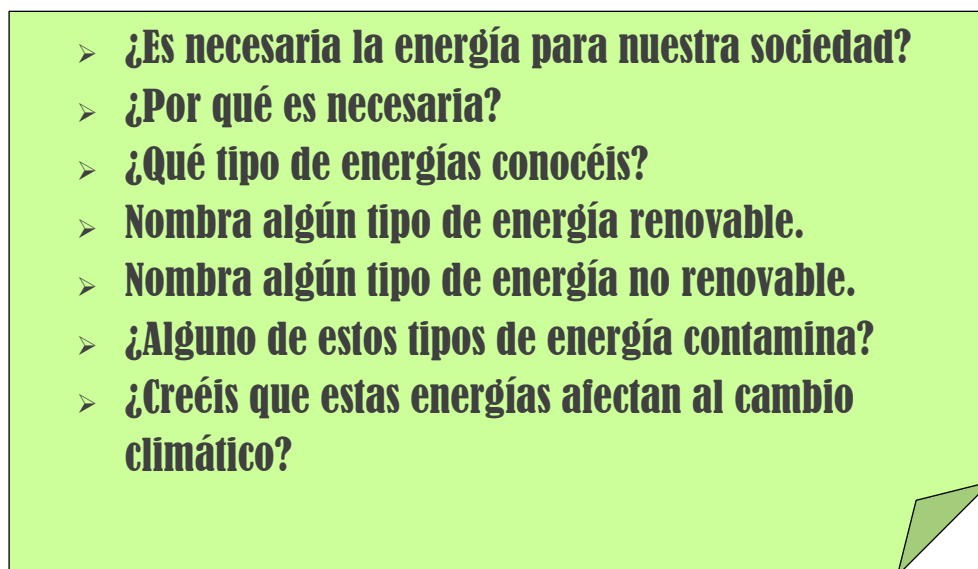 ➢ ¿Es necesaria la energía para nuestra sociedad?
➢ ¿Por qué es necesaria?
➢ ¿Qué tipo de energías conocéis?
➢ Nombra algún tipo de energía renovable.
➢ Nombra algún tipo de energía no renovable.
➢ ¿Alguno de estos tipos de energía contamina?
➢ ¿Creéis que estas energías afectan al cambio
climático?